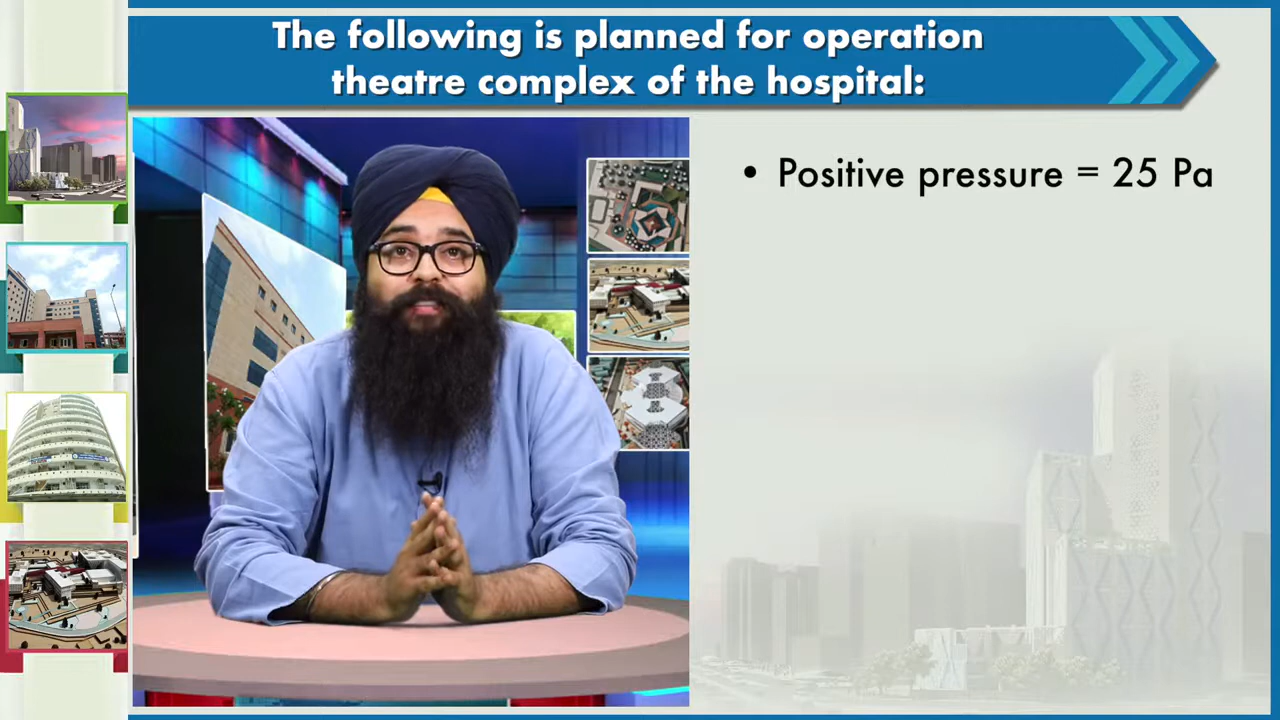 The following is planned for operation
theatre complex of the hospital:
• Positive pressure = 25 Pa